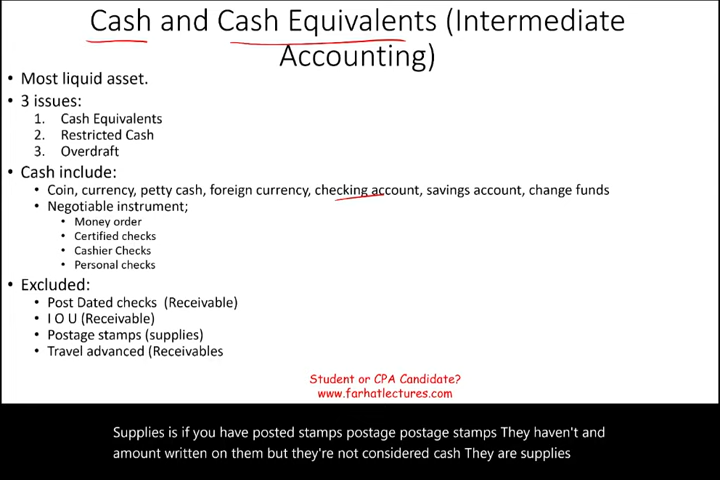 Cash and Cash Equivalents (Intermediate
Accounting)
• Most liquid asset.
• 3 issues:
1. Cash Equivalents
2. Restricted Cash
3. Overdraft
• Cash include:
• Coin, currency, petty cash, foreign currency, checking account, savings account, change funds
• Negotiable instrument;
• Money order
• Certified checks
• Cashier Checks
• Personal checks
• Excluded:
• Post Dated checks (Receivable)
• I O U (Receivable)
• Postage stamps (supplies)
• Travel advanced (Receivables
Student or CPA Candidate?
www.farhatlectures.com
Supplies is if you have posted stamps postage postage stamps They haven't and
amount written on them but they're not considered cash They are supplies